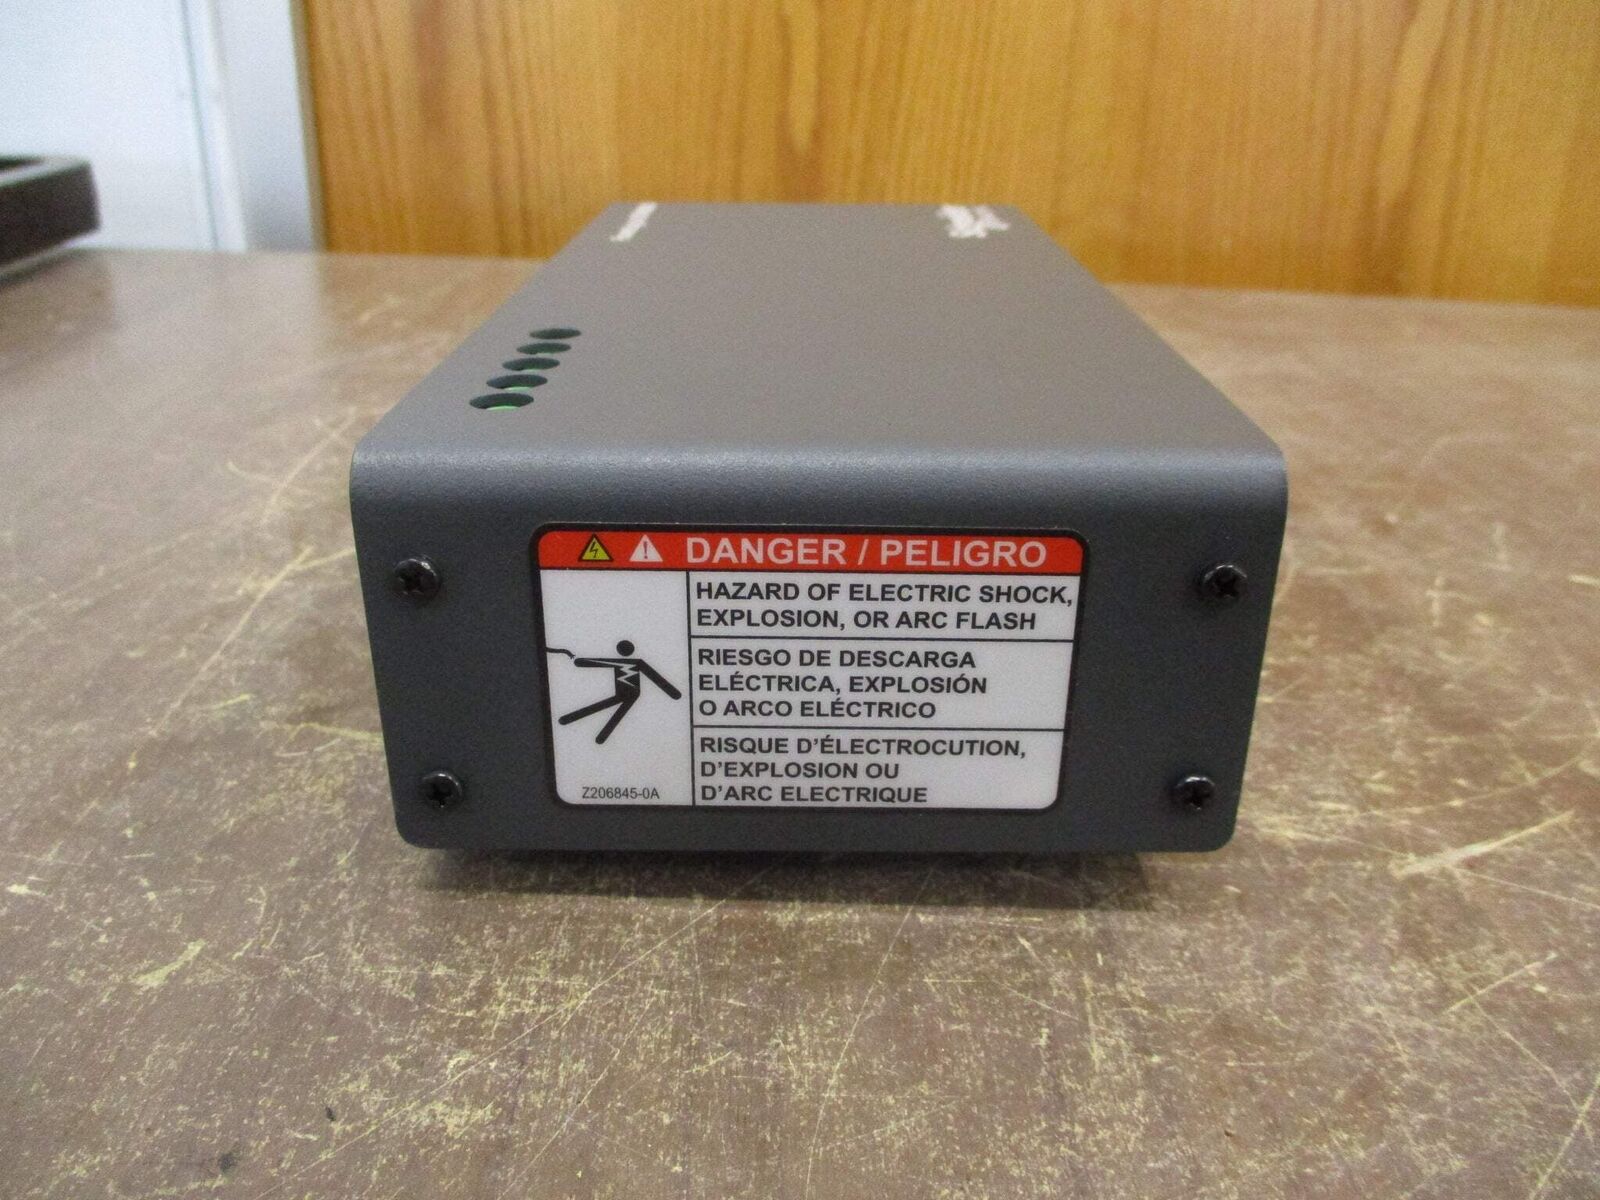 DANGER / PELIGRO
HAZARD OF ELECTRIC SHOCK,
EXPLOSION, OR ARC FLASH
RIESGO DE DESCARGA
ELÉCTRICA, EXPLOSIÓN
O ARCO ELÉCTRICO
RISQUE D'ÉLECTROCUTION,
D'EXPLOSION OU
D'ARC ELECTRIQUE
Z206845-0A